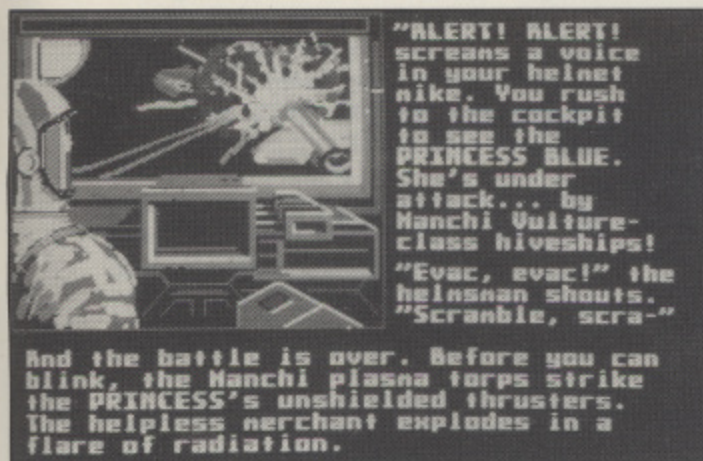 "ALERT! ALERT!
screams a voice
in your helmet
mike. You rush
to the cockpit
to see the
PRINCESS BLUE.
She's under
attack... by
Manchi Vulture-
class hiveships!
"Evac, evac!" the
helmsman shouts.
"Scramble, scra-"
And the battle is over. Before you can
blink, the Manchi plasma torps strike
the PRINCESS's unshielded thrusters.
The helpless merchant explodes in a
flare of radiation.